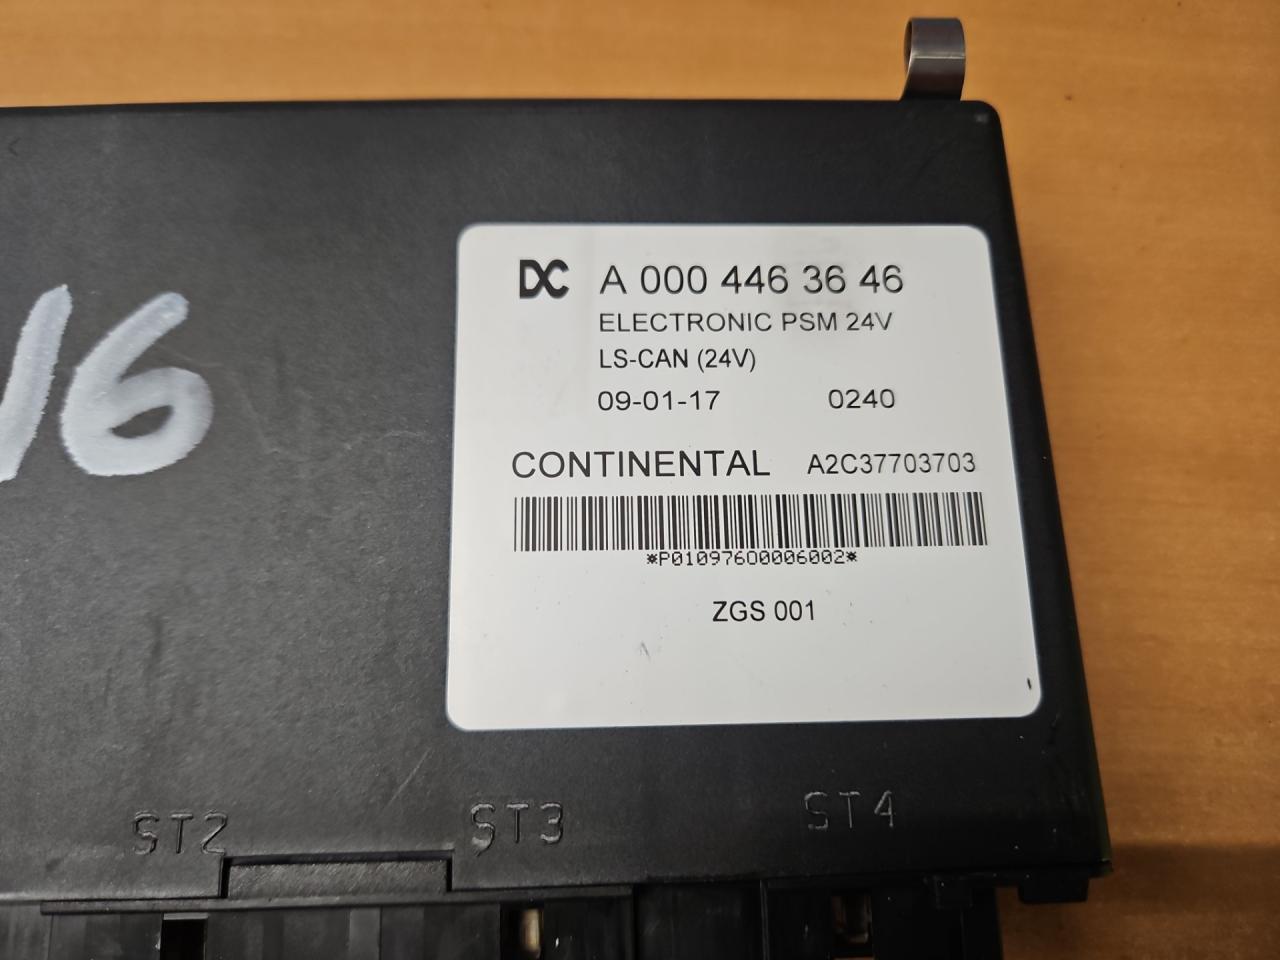 DC A 000 446 36 46
ELECTRONIC PSM 24V
LS-CAN (24V)
09-01-17 0240
CONTINENTAL A2C37703703
*P01097600006002*
ZGS 001
16
ST2 ST3 ST4